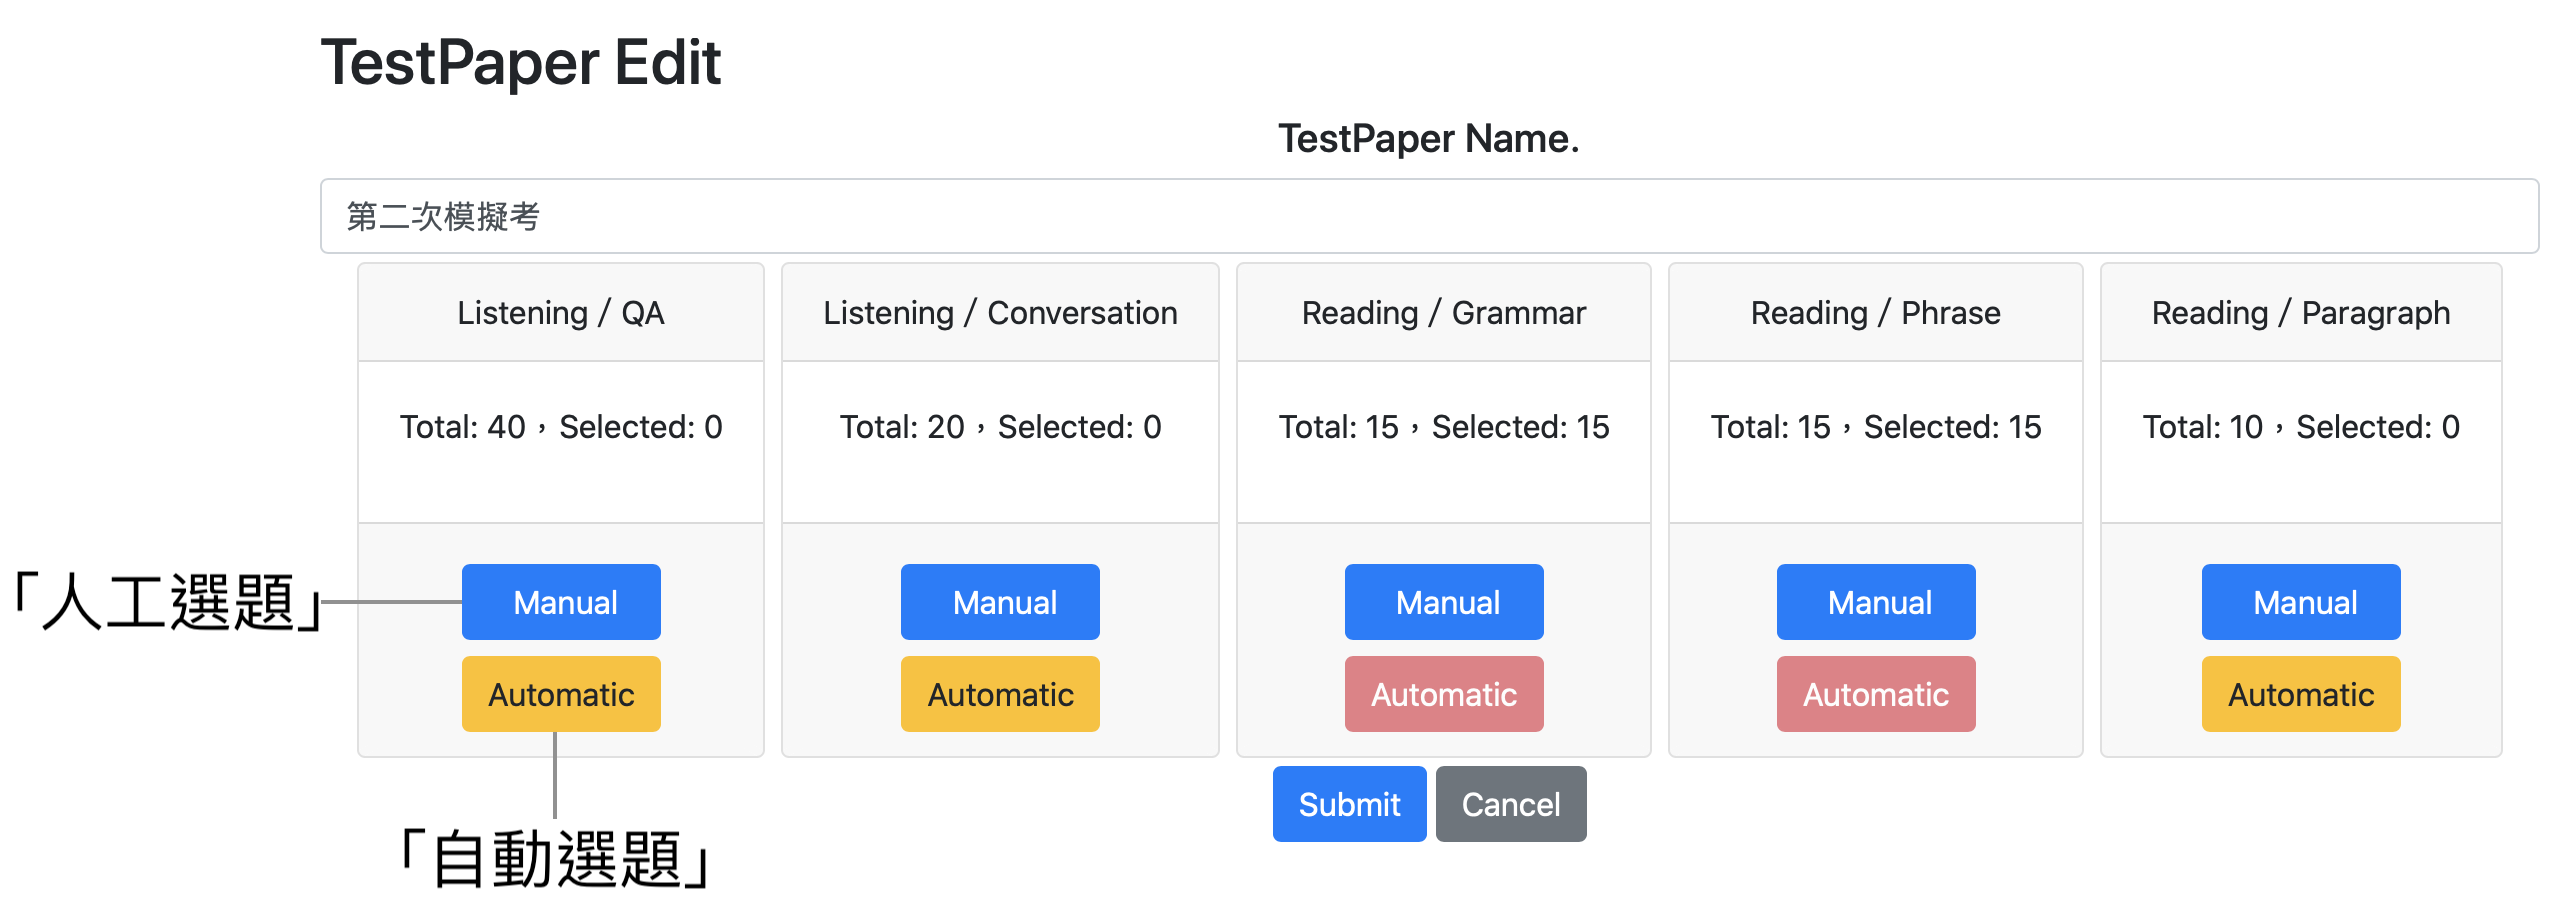 TestPaper Edit
TestPaper Name.
第二次模擬考
Listening / QA
Total: 40，Selected: 0
「人工選題」
Manual
Automatic
「自動選題」
Listening / Conversation
Total: 20，Selected: 0
Manual
Automatic
Reading / Grammar
Total: 15，Selected: 15
Manual
Automatic
Reading / Phrase
Total: 15，Selected: 15
Manual
Automatic
Reading / Paragraph
Total: 10，Selected: 0
Manual
Automatic
Submit
Cancel